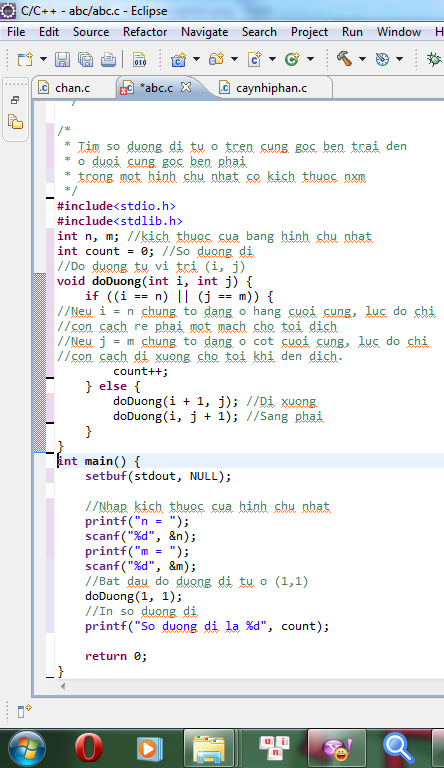 C/C++ - abc/abc.c - Eclipse
File Edit Source Refactor Navigate Search Project Run Window H
chan.c *abc.c caynhiphan.c
*/
/*
* Tim so duong di tu o tren cung goc ben trai den
* o duoi cung goc ben phai
* trong mot hinh chu nhat co kich thuoc nxm
*/
#include<stdio.h>
#include<stdlib.h>
int n, m; //kich thuoc cua bang hinh chu nhat
int count = 0; //So duong di
//Do duong tu vi tri (i, j)
void doDuong(int i, int j) {
if ((i == n) || (j == m)) {
//Neu i = n chung to dang o hang cuoi cung, luc do chi
//con cach re phai mot mach cho toi dich
//Neu j = m chung to dang o cot cuoi cung, luc do chi
//con cach di xuong cho toi khi den dich.
count++;
} else {
doDuong(i + 1, j); //Di xuong
doDuong(i, j + 1); //Sang phai
}
}
int main() {
setbuf(stdout, NULL);
//Nhap kich thuoc cua hinh chu nhat
printf("n = ");
scanf("%d", &n);
printf("m = ");
scanf("%d", &m);
//Bat dau do duong di tu o (1,1)
doDuong(1, 1);
//In so duong di
printf("So duong di la %d", count);
return 0;
}